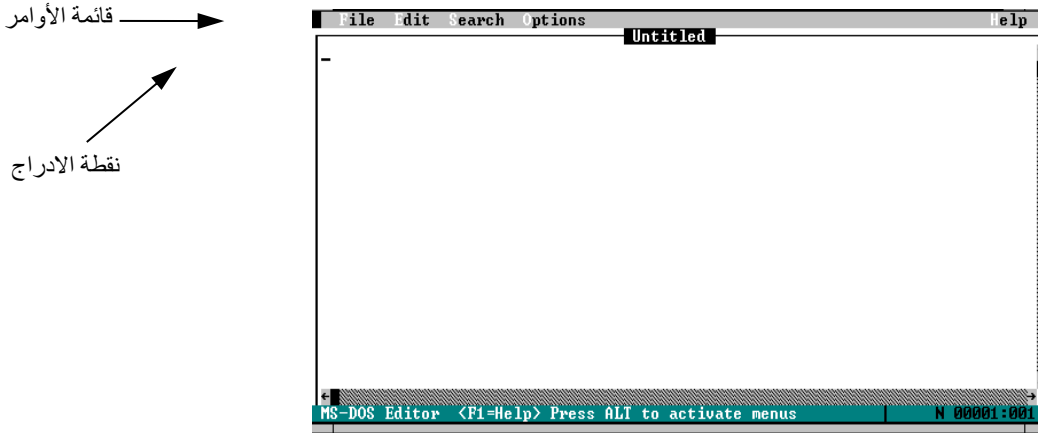 قائمة الأوامر
File Edit Search Options Help
Untitled
نقطة الادراج
MS-DOS Editor <F1=Help> Press ALT to activate menus N 00001:001